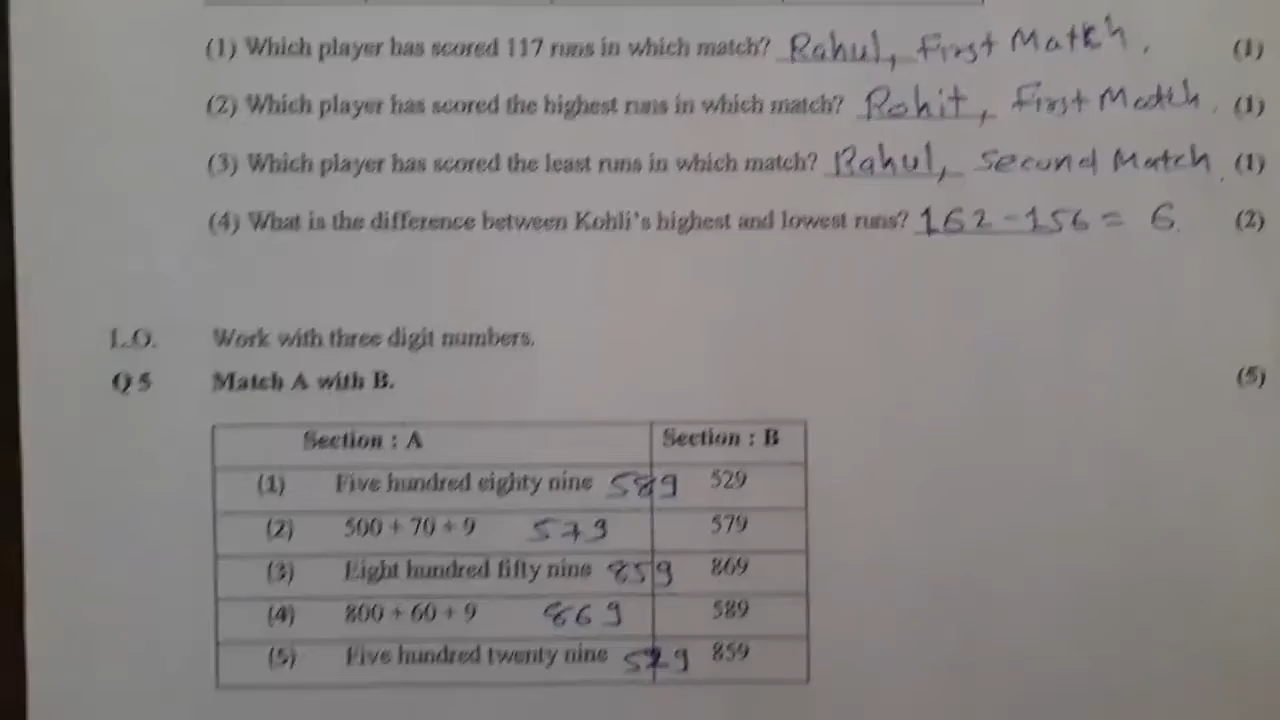 (1) Which player has scored 117 runs in which match? Rahul, First Match. (1)
(2) Which player has scored the highest runs in which match? Rohit, First Match. (1)
(3) Which player has scored the least runs in which match? Rahul, Second Match. (1)
(4) What is the difference between Kohli's highest and lowest runs? 162 - 156 = 6. (2)
L.O. Work with three digit numbers.
Q 5 Match A with B. (5)
Section : A Section : B
(1) Five hundred eighty nine 589 529
(2) 500 + 70 + 9 579 579
(3) Eight hundred fifty nine 859 869
(4) 800 + 60 + 9 869 589
(5) Five hundred twenty nine 529 859